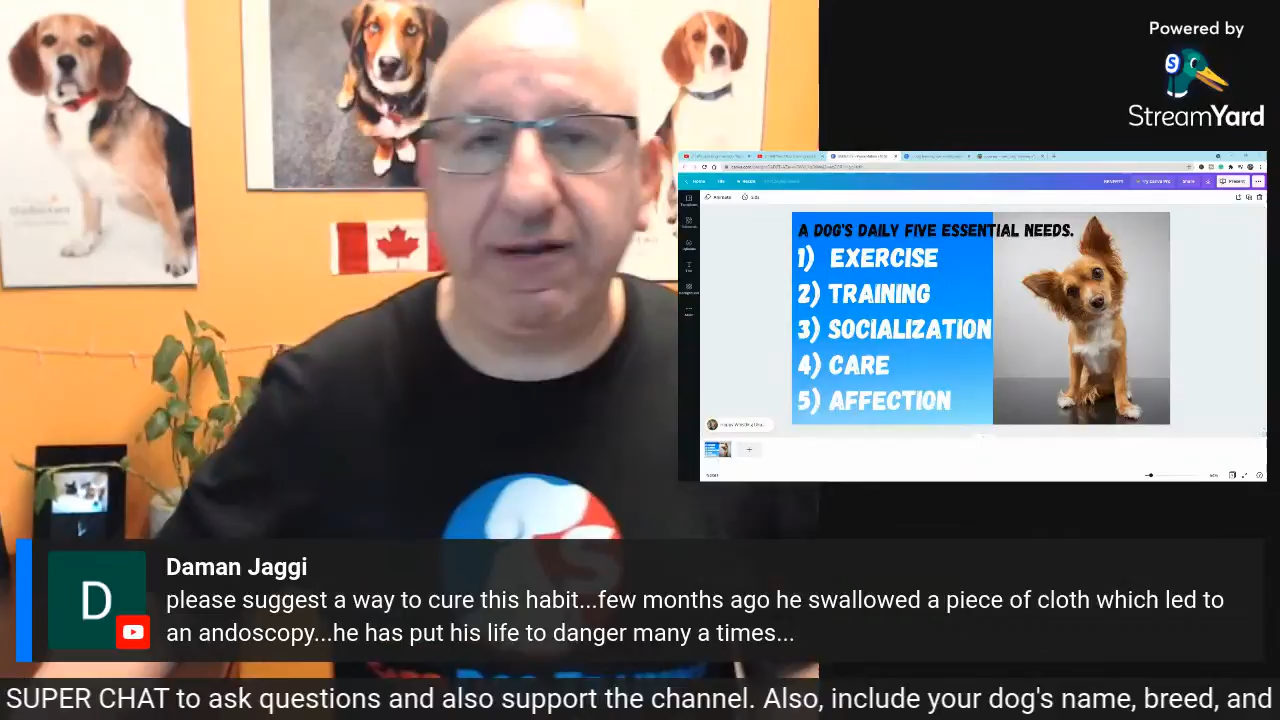 Powered by
StreamYard
Present
A DOG'S DAILY FIVE ESSENTIAL NEEDS.
1) EXERCISE
2) TRAINING
3) SOCIALIZATION
4) CARE
5) AFFECTION
Daman Jaggi
D
please suggest a way to cure this habit...few months ago he swallowed a piece of cloth which led to
an andoscopy...he has put his life to danger many a times...
SUPER CHAT to ask questions and also support the channel. Also, include your dog's name, breed, and